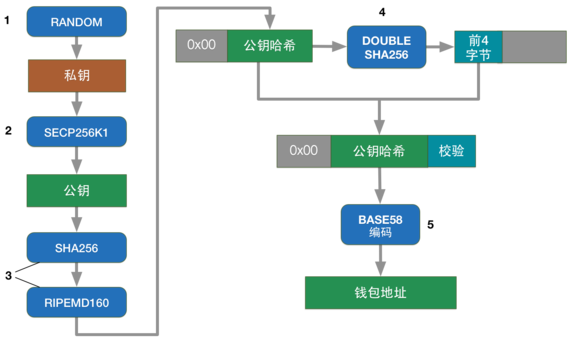 1
RANDOM
私钥
2
SECP256K1
公钥
SHA256
3
RIPEMD160
4
0x00
公钥哈希
DOUBLE
SHA256
前4
字节
0x00
公钥哈希
校验
BASE58
编码
5
钱包地址